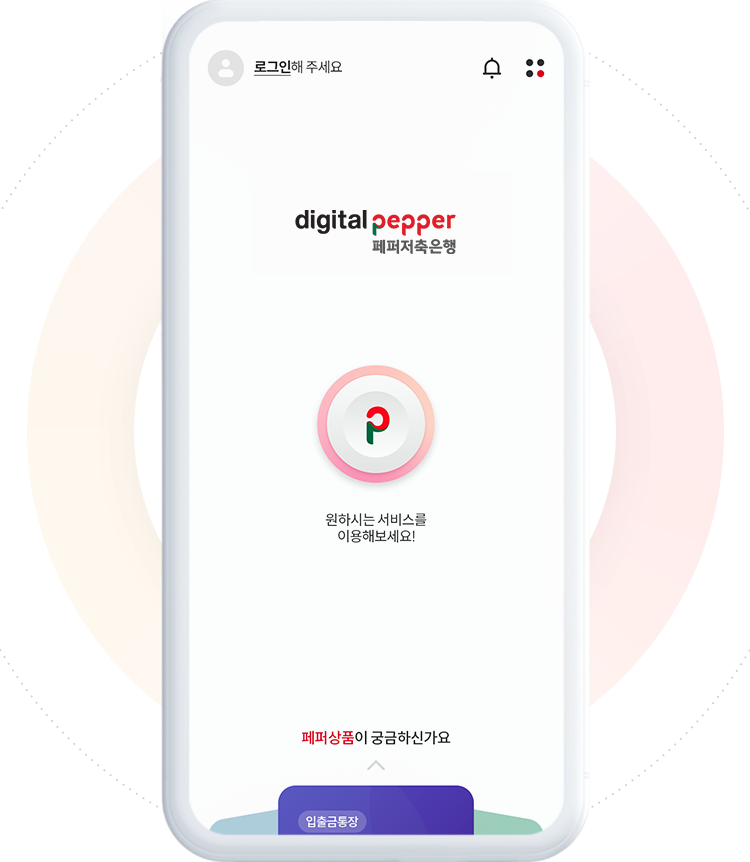 로그인해 주세요
digital pepper
페퍼저축은행
원하시는 서비스를
이용해보세요!
페퍼상품이 궁금하신가요
입출금통장